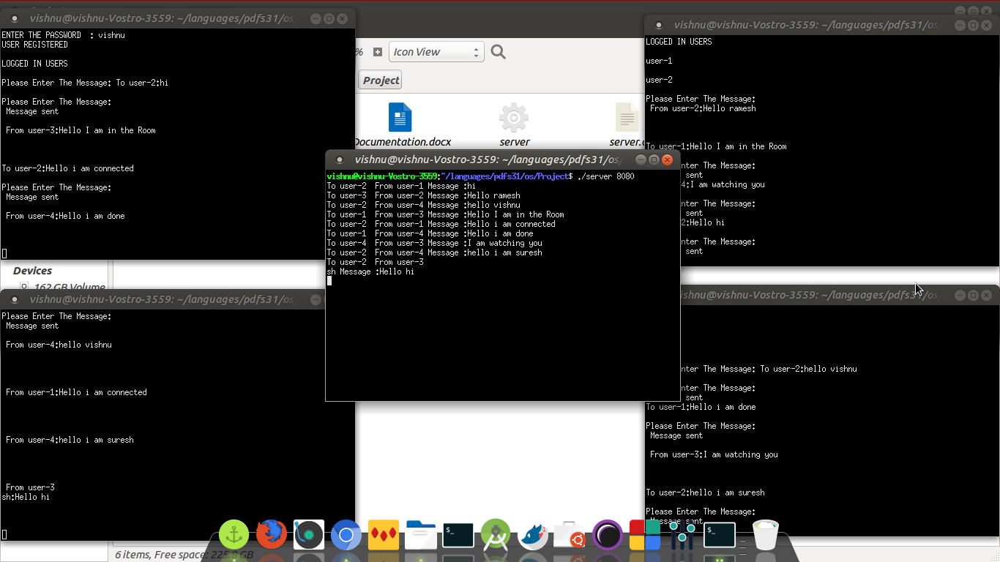 vishnu@vishnu-Vostro-3559: ~/languages/pdfs31/os/
ENTER THE PASSWORD : vishnu
USER REGISTERED
LOGGED IN USERS
Please Enter The Message: To user-2:hi
Please Enter The Message:
Message sent
From user-3:Hello I am in the Room
To user-2:Hello i am connected
Please Enter The Message:
Message sent
From user-4:Hello i am done
%
Icon View
Project
Documentation.docx
server
server.
vishnu@vishnu-Vostro-3559: ~/languages/pdfs31/os/
LOGGED IN USERS
user-1
user-2
Please Enter The Message:
From user-2:Hello ramesh
To user-1:Hello I am in the Room
nter The Message:
sent
4:I am watching you
nter The Message:
sent
2:Hello hi
nter The Message:
sent
vishnu@vishnu-Vostro-3559: ~/languages/pdfs31/os/
vishnu@vishnu-Vostro-3559:~/languages/pdfs31/os/Project$ ./server 8080
To user-2 From user-1 Message :hi
To user-3 From user-2 Message :Hello ramesh
To user-2 From user-4 Message :hello vishnu
To user-1 From user-3 Message :Hello I am in the Room
To user-2 From user-1 Message :Hello i am connected
To user-1 From user-4 Message :Hello i am done
To user-4 From user-3 Message :I am watching you
To user-2 From user-4 Message :hello i am suresh
To user-2 From user-3
sh Message :Hello hi
Devices
162 GB Volume
vishnu@vishnu-Vostro-3559: ~/languages/pdfs31/os/
Please Enter The Message:
Message sent
From user-4:hello vishnu
From user-1:Hello i am connected
From user-4:hello i am suresh
From user-3
sh:Hello hi
ishnu@vishnu-Vostro-3559: ~/languages/pdfs31/os/
nter The Message: To user-2:hello vishnu
nter The Message:
sent
To user-1:Hello i am done
Please Enter The Message:
Message sent
From user-3:I am watching you
To user-2:hello i am suresh
Please Enter The Message:
Message sent
$_
$_
6 items, Free space: 225.8 GB